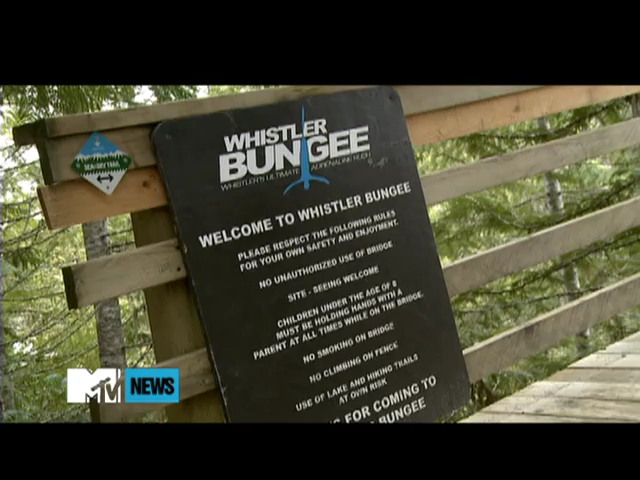 WHISTLER
BUNGEE
WHISTLER'S ULTIMATE ADRENALINE RUSH
WELCOME TO WHISTLER BUNGEE
PLEASE RESPECT THE FOLLOWING RULES
FOR YOUR OWN SAFETY AND ENJOYMENT.
NO UNAUTHORIZED USE OF BRIDGE
SITE - SEEING WELCOME
CHILDREN UNDER THE AGE OF 8
MUST BE HOLDING HANDS WITH A
PARENT AT ALL TIMES WHILE ON THE BRIDGE.
NO SMOKING ON BRIDGE
NO CLIMBING ON FENCE
USE OF LAKE AND HIKING TRAILS
AT OWN RISK
FOR COMING TO
BUNGEE
MTV NEWS